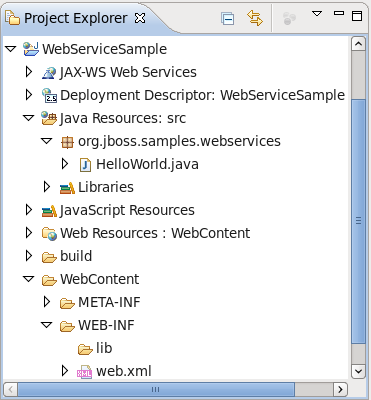 Project Explorer
WebServiceSample
JAX-WS Web Services
Deployment Descriptor: WebServiceSample
Java Resources: src
org.jboss.samples.webservices
HelloWorld.java
Libraries
JavaScript Resources
Web Resources : WebContent
build
WebContent
META-INF
WEB-INF
lib
web.xml